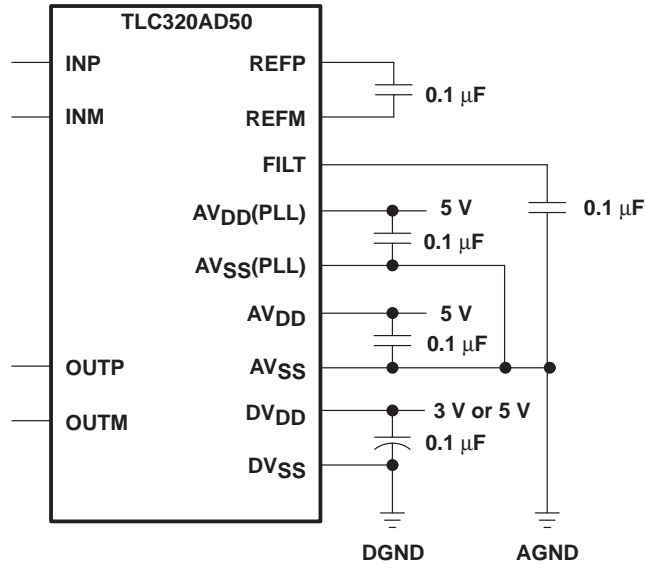 TLC320AD50
INP
REFP
0.1 μF
INM
REFM
FILT
0.1 μF
AVDD(PLL)
5 V
0.1 μF
AVSS(PLL)
AVDD
5 V
0.1 μF
OUTP
AVSS
DVDD
3 V or 5 V
OUTM
0.1 μF
DVSS
DGND
AGND